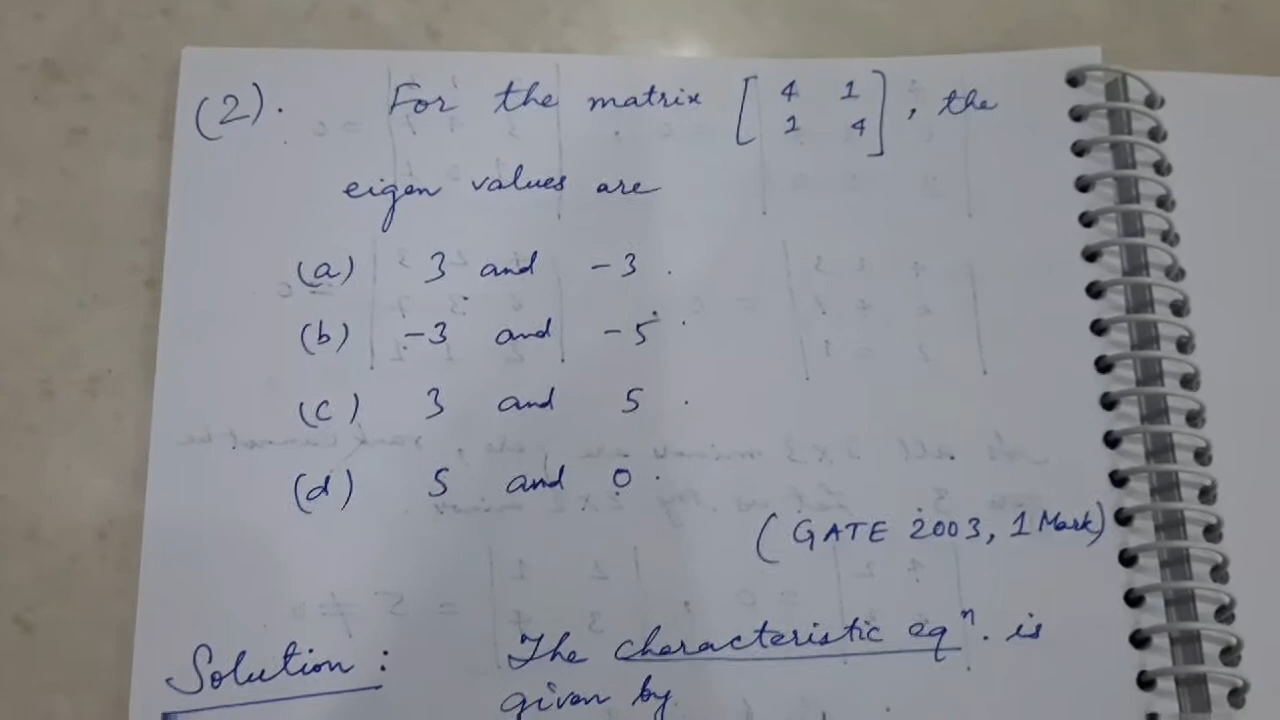 (2). For the matrix [ 4 1 , the
1 4 ]
eigen values are
(a) 3 and -3 .
(b) -3 and -5 .
(c) 3 and 5 .
(d) 5 and 0 .
(GATE 2003, 1 Mark)
Solution : The characteristic eqⁿ. is
given by